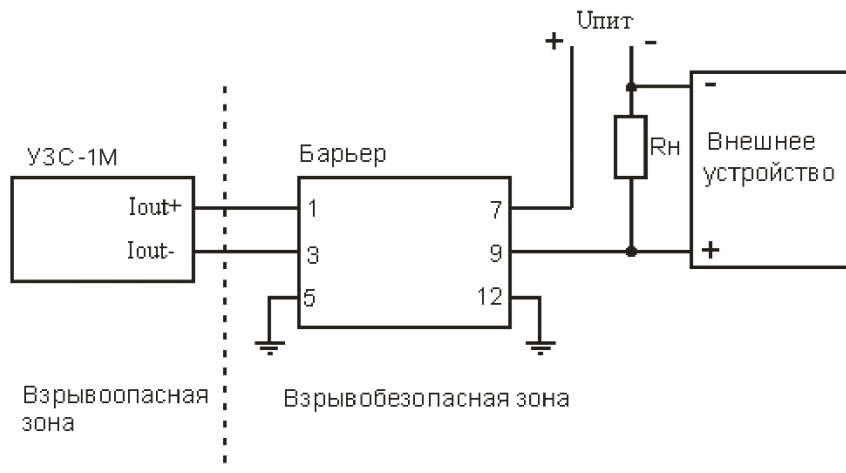 Uпит
+
-
-
УЗС-1М
Барьер
Rн
Внешнее
устройство
Iout+
1
7
Iout-
3
9
+
5
12
Взрывоопасная
зона
Взрывобезопасная зона